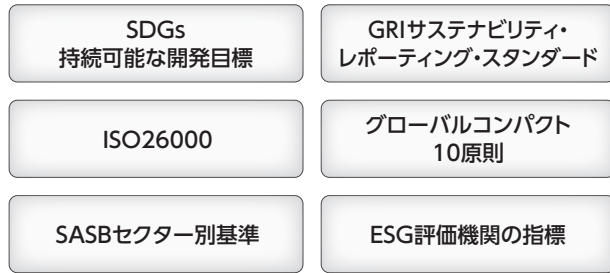 SDGs
持続可能な開発目標
GRIサステナビリティ・
レポーティング・スタンダード
ISO26000
グローバルコンパクト
10原則
SASBセクター別基準
ESG評価機関の指標